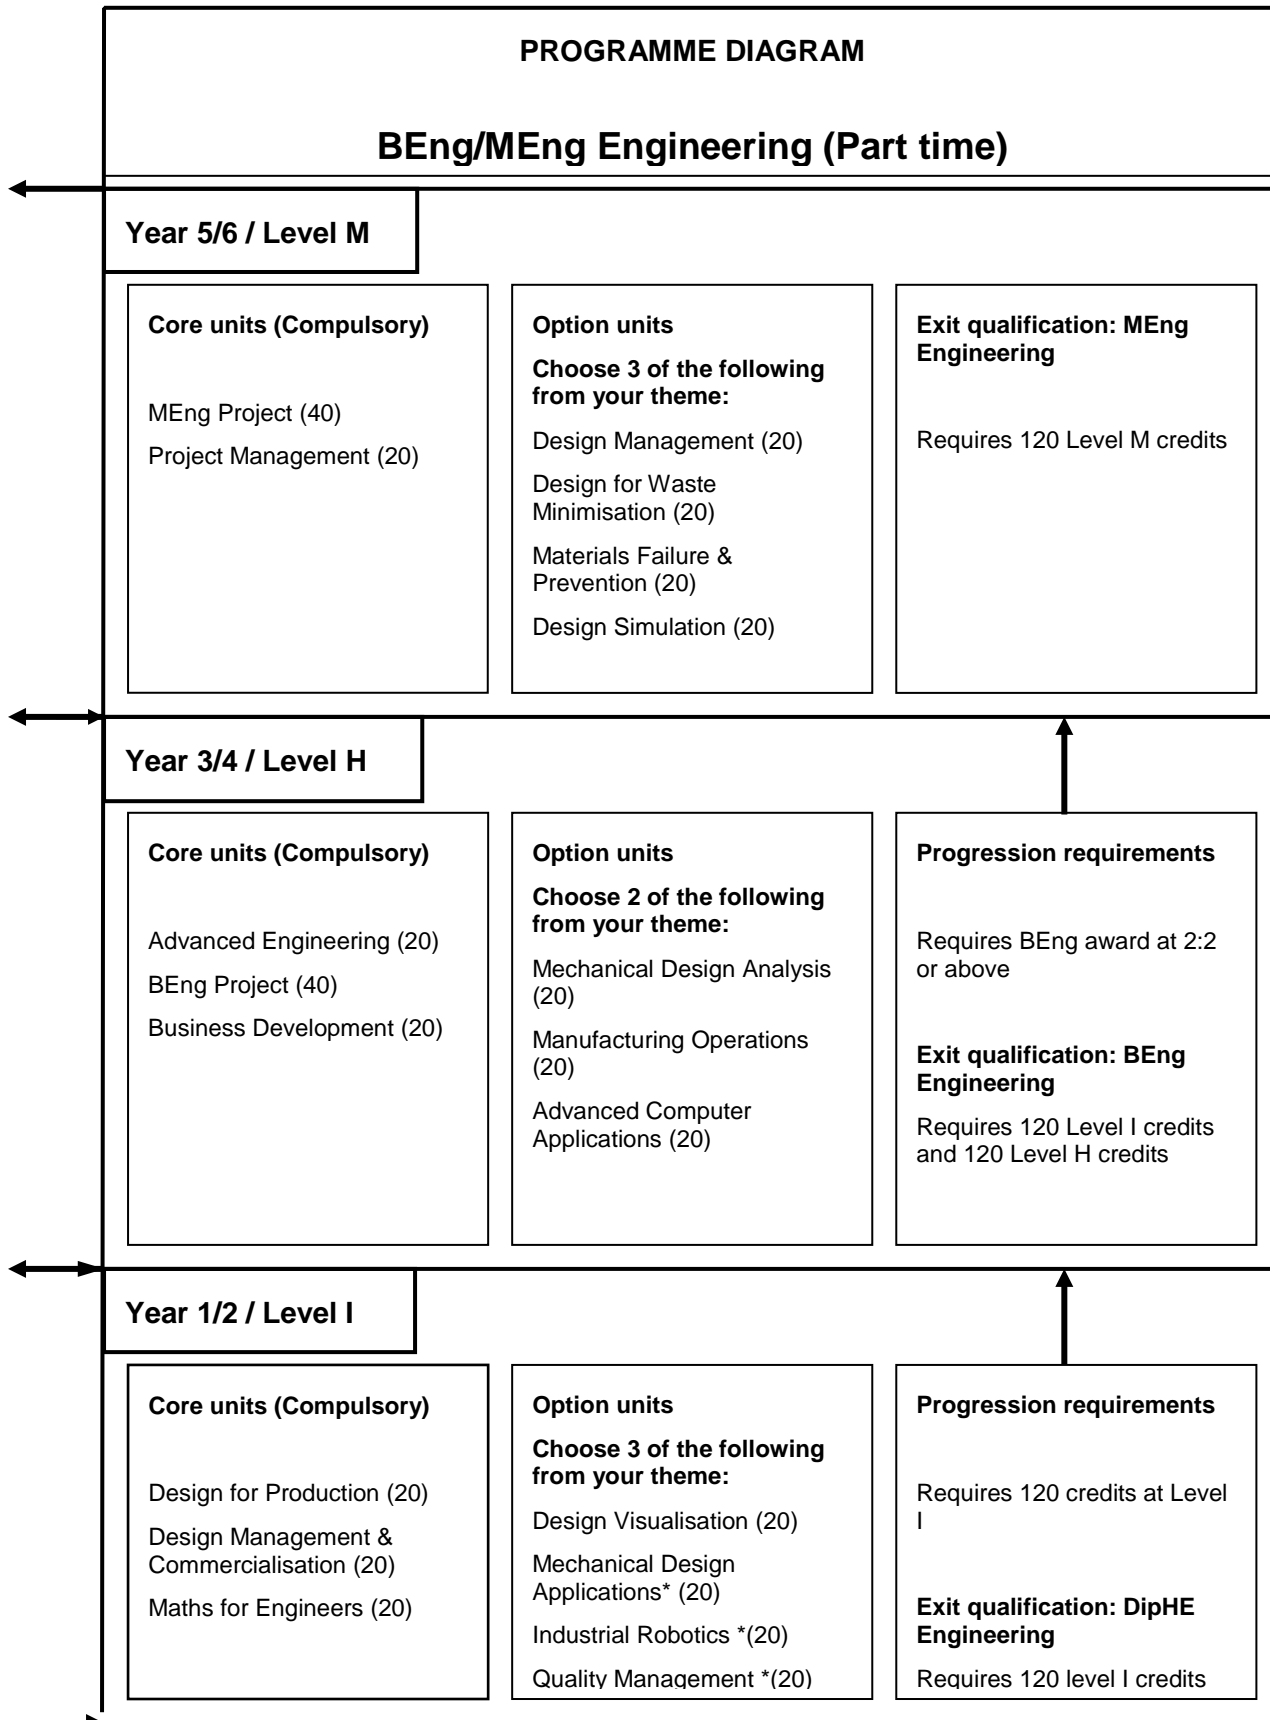 PROGRAMME DIAGRAM
BEng/MEng Engineering (Part time)
Year 5/6 / Level M
Core units (Compulsory)
MEng Project (40)
Project Management (20)
Option units
Choose 3 of the following
from your theme:
Design Management (20)
Design for Waste
Minimisation (20)
Materials Failure &
Prevention (20)
Design Simulation (20)
Exit qualification: MEng
Engineering
Requires 120 Level M credits
Year 3/4 / Level H
Core units (Compulsory)
Advanced Engineering (20)
BEng Project (40)
Business Development (20)
Option units
Choose 2 of the following
from your theme:
Mechanical Design Analysis
(20)
Manufacturing Operations
(20)
Advanced Computer
Applications (20)
Progression requirements
Requires BEng award at 2:2
or above
Exit qualification: BEng
Engineering
Requires 120 Level I credits
and 120 Level H credits
Year 1/2 / Level I
Core units (Compulsory)
Design for Production (20)
Design Management &
Commercialisation (20)
Maths for Engineers (20)
Option units
Choose 3 of the following
from your theme:
Design Visualisation (20)
Mechanical Design
Applications* (20)
Industrial Robotics *(20)
Quality Management *(20)
Progression requirements
Requires 120 credits at Level
I
Exit qualification: DipHE
Engineering
Requires 120 level I credits